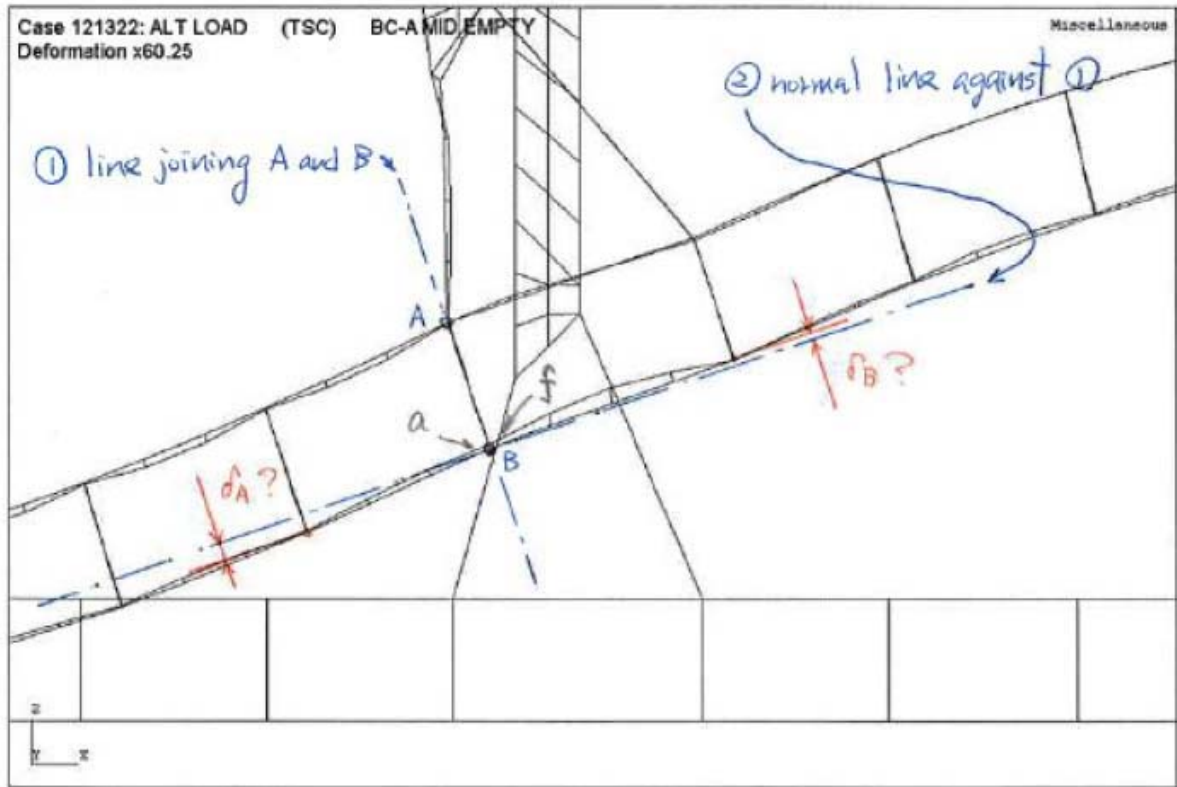 Case 121322: ALT LOAD (TSC) BC-A MID.EMPTY
Deformation x60.25
Miscellaneous
② normal line against ①
① line joining A and B
A
a
f
B
δB ?
δA ?
Z
Y X